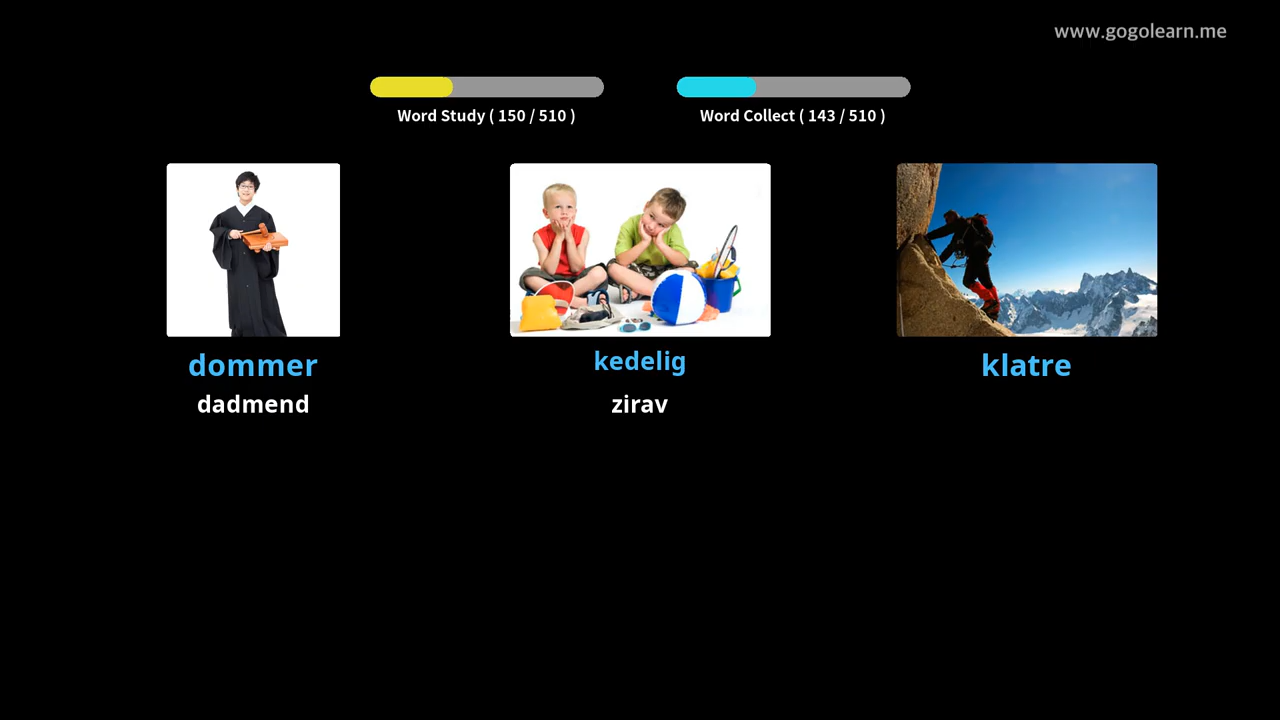 www.gogolearn.me
Word Study ( 150 / 510 )
Word Collect ( 143 / 510 )
dommer
kedelig
klatre
dadmend
zirav